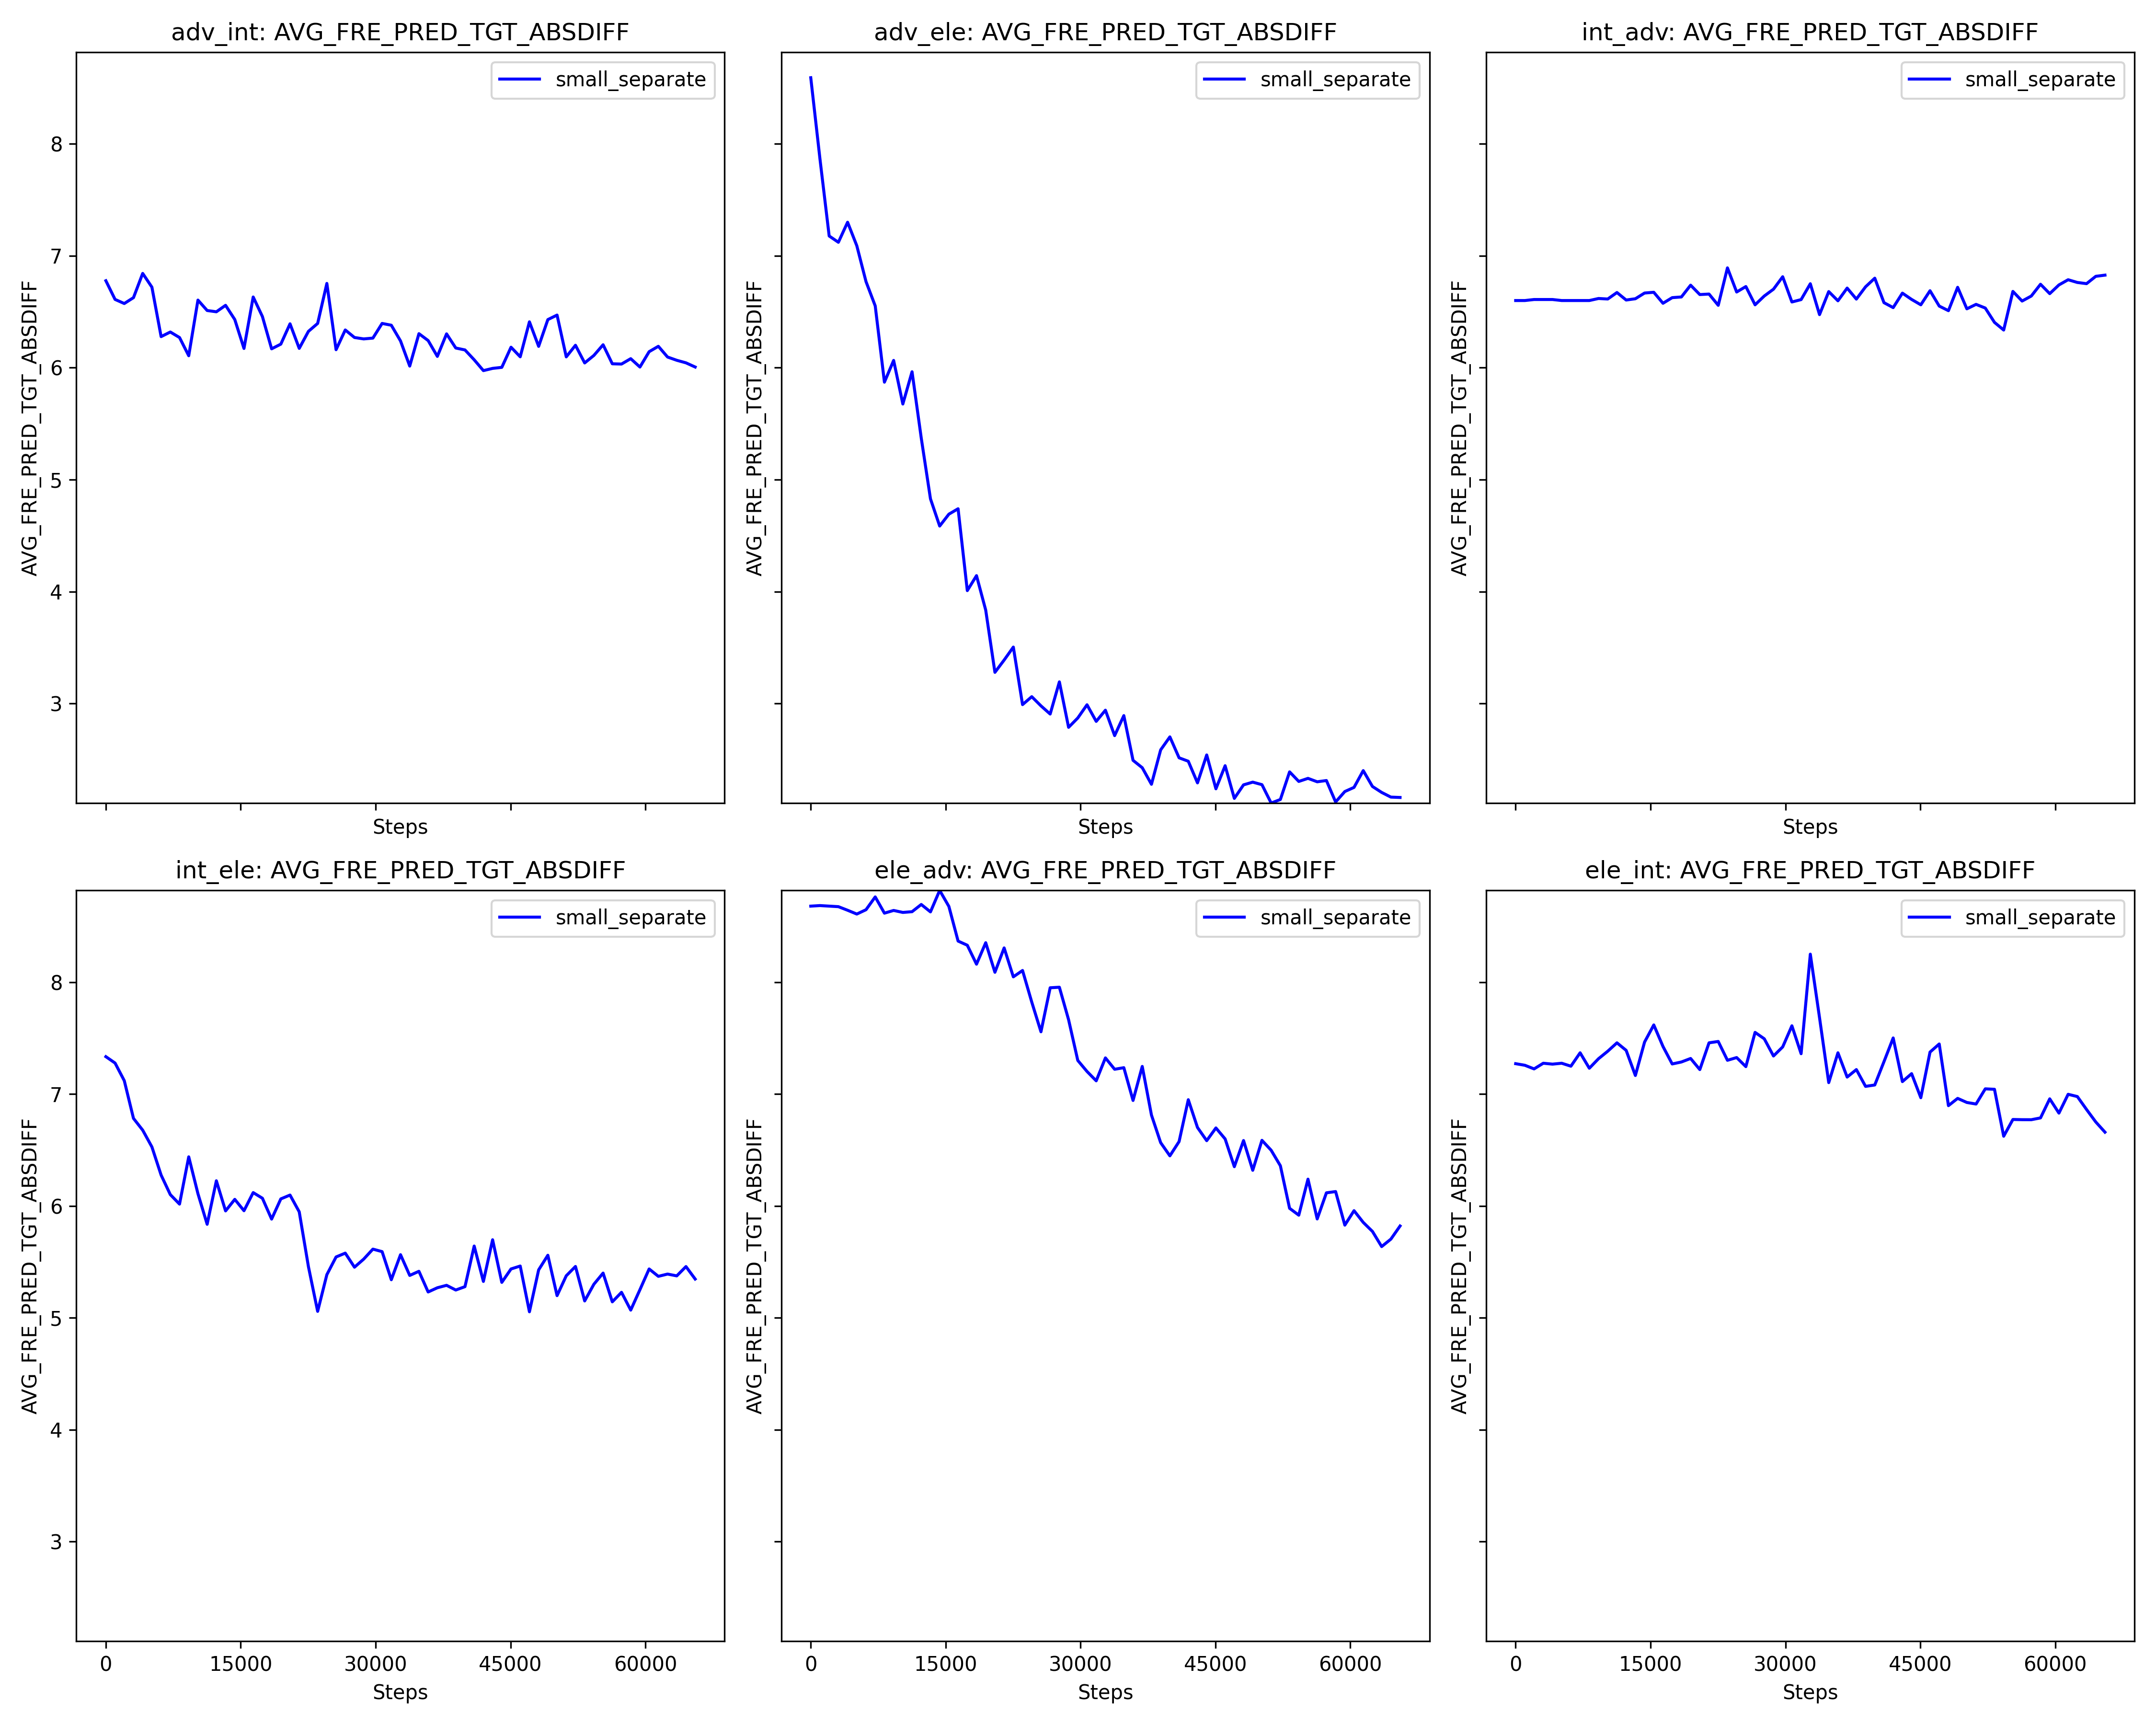 adv_int: AVG_FRE_PRED_TGT_ABSDIFF
small_separate
8
7
6
5
4
3
AVG_FRE_PRED_TGT_ABSDIFF
Steps
adv_ele: AVG_FRE_PRED_TGT_ABSDIFF
small_separate
AVG_FRE_PRED_TGT_ABSDIFF
Steps
int_adv: AVG_FRE_PRED_TGT_ABSDIFF
small_separate
AVG_FRE_PRED_TGT_ABSDIFF
Steps
int_ele: AVG_FRE_PRED_TGT_ABSDIFF
small_separate
8
7
6
5
4
3
AVG_FRE_PRED_TGT_ABSDIFF
0 15000 30000 45000 60000
Steps
ele_adv: AVG_FRE_PRED_TGT_ABSDIFF
small_separate
AVG_FRE_PRED_TGT_ABSDIFF
0 15000 30000 45000 60000
Steps
ele_int: AVG_FRE_PRED_TGT_ABSDIFF
small_separate
AVG_FRE_PRED_TGT_ABSDIFF
0 15000 30000 45000 60000
Steps